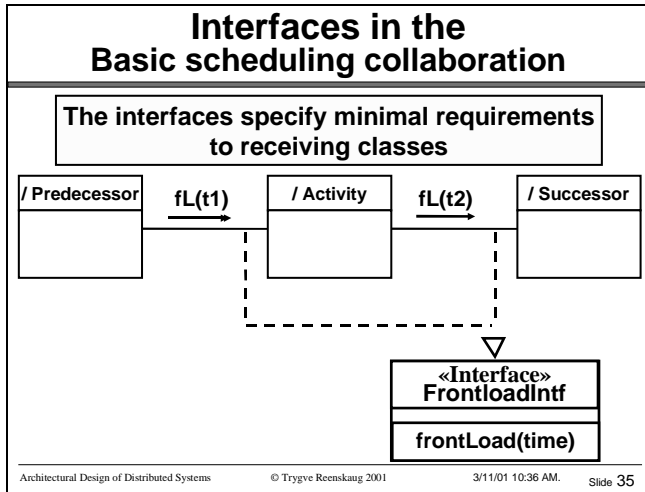 Interfaces in the
Basic scheduling collaboration
The interfaces specify minimal requirements
to receiving classes
/ Predecessor
fL(t1)
/ Activity
fL(t2)
/ Successor
«Interface»
FrontloadIntf
frontLoad(time)
Architectural Design of Distributed Systems © Trygve Reenskaug 2001 3/11/01 10:36 AM. Slide 35